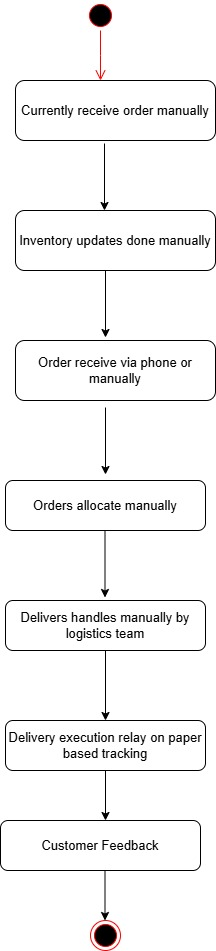 Currently receive order manually
Inventory updates done manually
Order receive via phone or
manually
Orders allocate manually
Delivers handles manually by
logistics team
Delivery execution relay on paper
based tracking
Customer Feedback